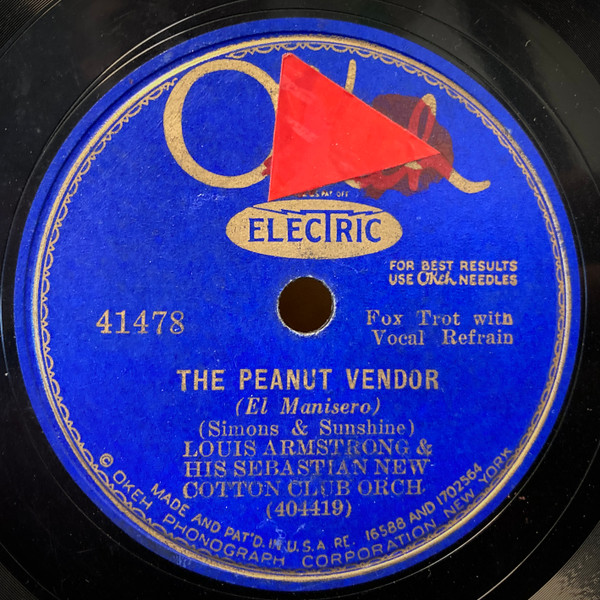 U.S. PAT. OFF.
ELECTRIC
FOR BEST RESULTS
USE Okeh NEEDLES
41478
Fox Trot with
Vocal Refrain
THE PEANUT VENDOR
(El Manisero)
(Simons & Sunshine)
LOUIS ARMSTRONG &
HIS SEBASTIAN NEW
COTTON CLUB ORCH.
(404419)
MADE AND PAT'D. IN U.S.A RE. 16588 AND 1702564
© OKEH PHONOGRAPH CORPORATION NEW YORK